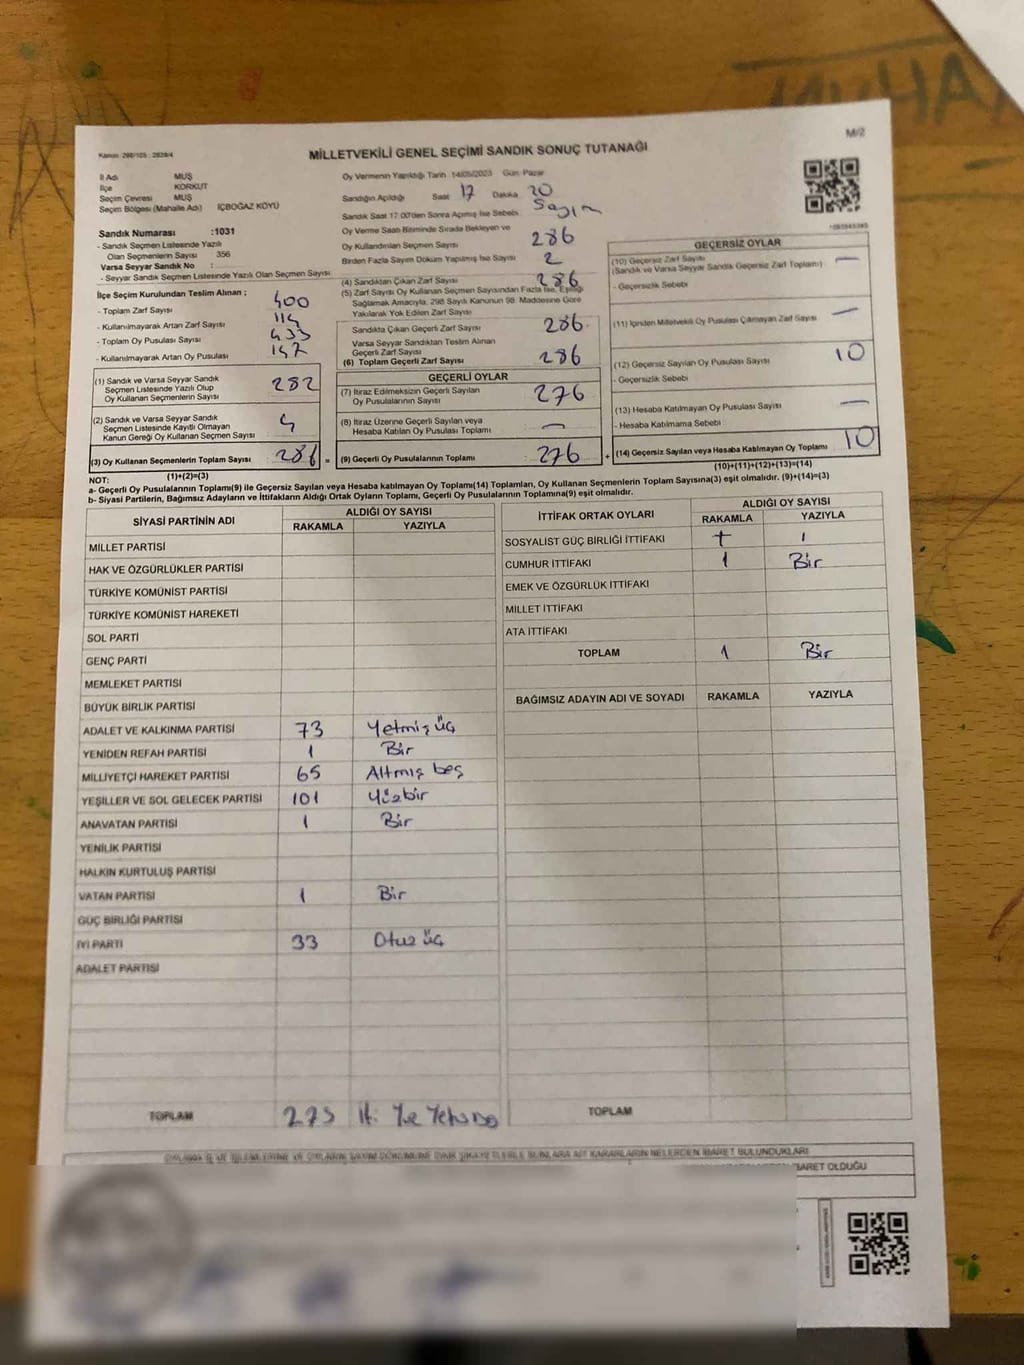 M/2
Kanun: 298/105 ; 2839/4
MİLLETVEKİLİ GENEL SEÇİMİ SANDIK SONUÇ TUTANAĞI
İl Adı MUŞ
İlçe KORKUT
Seçim Çevresi MUŞ
Seçim Bölgesi (Mahalle Adı) İÇBOĞAZ KÖYÜ
Sandık Numarası :1031
- Sandık Seçmen Listesinde Yazılı
Olan Seçmenlerin Sayısı 356
Varsa Seyyar Sandık No :
- Seyyar Sandık Seçmen Listesinde Yazılı Olan Seçmen Sayısı
İlçe Seçim Kurulundan Teslim Alınan ;
- Toplam Zarf Sayısı 400
- Kullanılmayarak Artan Zarf Sayısı 114
- Toplam Oy Pusulası Sayısı 433
- Kullanılmayarak Artan Oy Pusulası 147
(1) Sandık ve Varsa Seyyar Sandık
Seçmen Listesinde Yazılı Olup
Oy Kullanan Seçmenlerin Sayısı 282
(2) Sandık ve Varsa Seyyar Sandık
Seçmen Listesinde Kayıtlı Olmayan
Kanun Gereği Oy Kullanan Seçmen Sayısı 4
(3) Oy Kullanan Seçmenlerin Toplam Sayısı 286 =
Oy Vermenin Yapıldığı Tarih 14/05/2023 Gün Pazar
Sandığın Açıldığı Saat 17 Dakika 20
Sandık Saat 17:00'den Sonra Açılmış İse Sebebi Sayım
Oy Verme Saati Bitiminde Sırada Bekleyen ve
Oy Kullandırılan Seçmen Sayısı 286
Birden Fazla Sayım Döküm Yapılmış İse Sayısı 2
(4) Sandıktan Çıkan Zarf Sayısı 286
(5) Zarf Sayısı Oy Kullanan Seçmen Sayısından Fazla İse, Eşitliği
Sağlamak Amacıyla, 298 Sayılı Kanunun 98. Maddesine Göre
Yakılarak Yok Edilen Zarf Sayısı
Sandıkta Çıkan Geçerli Zarf Sayısı 286
Varsa Seyyar Sandıktan Teslim Alınan
Geçerli Zarf Sayısı
(6) Toplam Geçerli Zarf Sayısı 286
GEÇERLİ OYLAR
(7) İtiraz Edilmeksizin Geçerli Sayılan
Oy Pusulalarının Sayısı 276
(8) İtiraz Üzerine Geçerli Sayılan veya
Hesaba Katılan Oy Pusulası Toplamı —
(9) Geçerli Oy Pusulalarının Toplamı 276 +
GEÇERSİZ OYLAR
(10) Geçersiz Zarf Sayısı
(Sandık ve Varsa Seyyar Sandık Geçersiz Zarf Toplamı) —
- Geçersizlik Sebebi
(11) İçinden Milletvekili Oy Pusulası Çıkmayan Zarf Sayısı —
(12) Geçersiz Sayılan Oy Pusulası Sayısı 10
- Geçersizlik Sebebi
(13) Hesaba Katılmayan Oy Pusulası Sayısı —
- Hesaba Katılmama Sebebi
(14) Geçersiz Sayılan veya Hesaba Katılmayan Oy Pusulası Toplamı 10
NOT: (1)+(2)=(3) (10)+(11)+(12)+(13)=(14)
a- Geçerli Oy Pusulalarının Toplamı(9) ile Geçersiz Sayılan veya Hesaba Katılmayan Oy Pusulası Toplamı(14) Toplamları, Oy Kullanan Seçmenlerin Toplam Sayısına(3) eşit olmalıdır. (9)+(14)=(3)
b- Siyasi Partilerin, Bağımsız Adayların ve İttifakların Aldığı Ortak Oyların Toplamı, Geçerli Oy Pusulalarının Toplamına(9) eşit olmalıdır.
SİYASİ PARTİNİN ADI ALDIĞI OY SAYISI
RAKAMLA YAZIYLA
MİLLET PARTİSİ
HAK VE ÖZGÜRLÜKLER PARTİSİ
TÜRKİYE KOMÜNİST PARTİSİ
TÜRKİYE KOMÜNİST HAREKETİ
SOL PARTİ
GENÇ PARTİ
MEMLEKET PARTİSİ
BÜYÜK BİRLİK PARTİSİ
ADALET VE KALKINMA PARTİSİ 73 Yetmiş üç
YENİDEN REFAH PARTİSİ 1 Bir
MİLLİYETÇİ HAREKET PARTİSİ 65 Altmış beş
YEŞİLLER VE SOL GELECEK PARTİSİ 101 Yüzbir
ANAVATAN PARTİSİ 1 Bir
YENİLİK PARTİSİ
HALKIN KURTULUŞ PARTİSİ
VATAN PARTİSİ 1 Bir
GÜÇ BİRLİĞİ PARTİSİ
İYİ PARTİ 33 Otuz üç
ADALET PARTİSİ
TOPLAM 275
İTTİFAK ORTAK OYLARI ALDIĞI OY SAYISI
RAKAMLA YAZIYLA
SOSYALİST GÜÇ BİRLİĞİ İTTİFAKI
CUMHUR İTTİFAKI 1 Bir
EMEK VE ÖZGÜRLÜK İTTİFAKI
MİLLET İTTİFAKI
ATA İTTİFAKI
TOPLAM 1 Bir
BAĞIMSIZ ADAYIN ADI VE SOYADI RAKAMLA YAZIYLA
TOPLAM
İBARET OLDUĞU